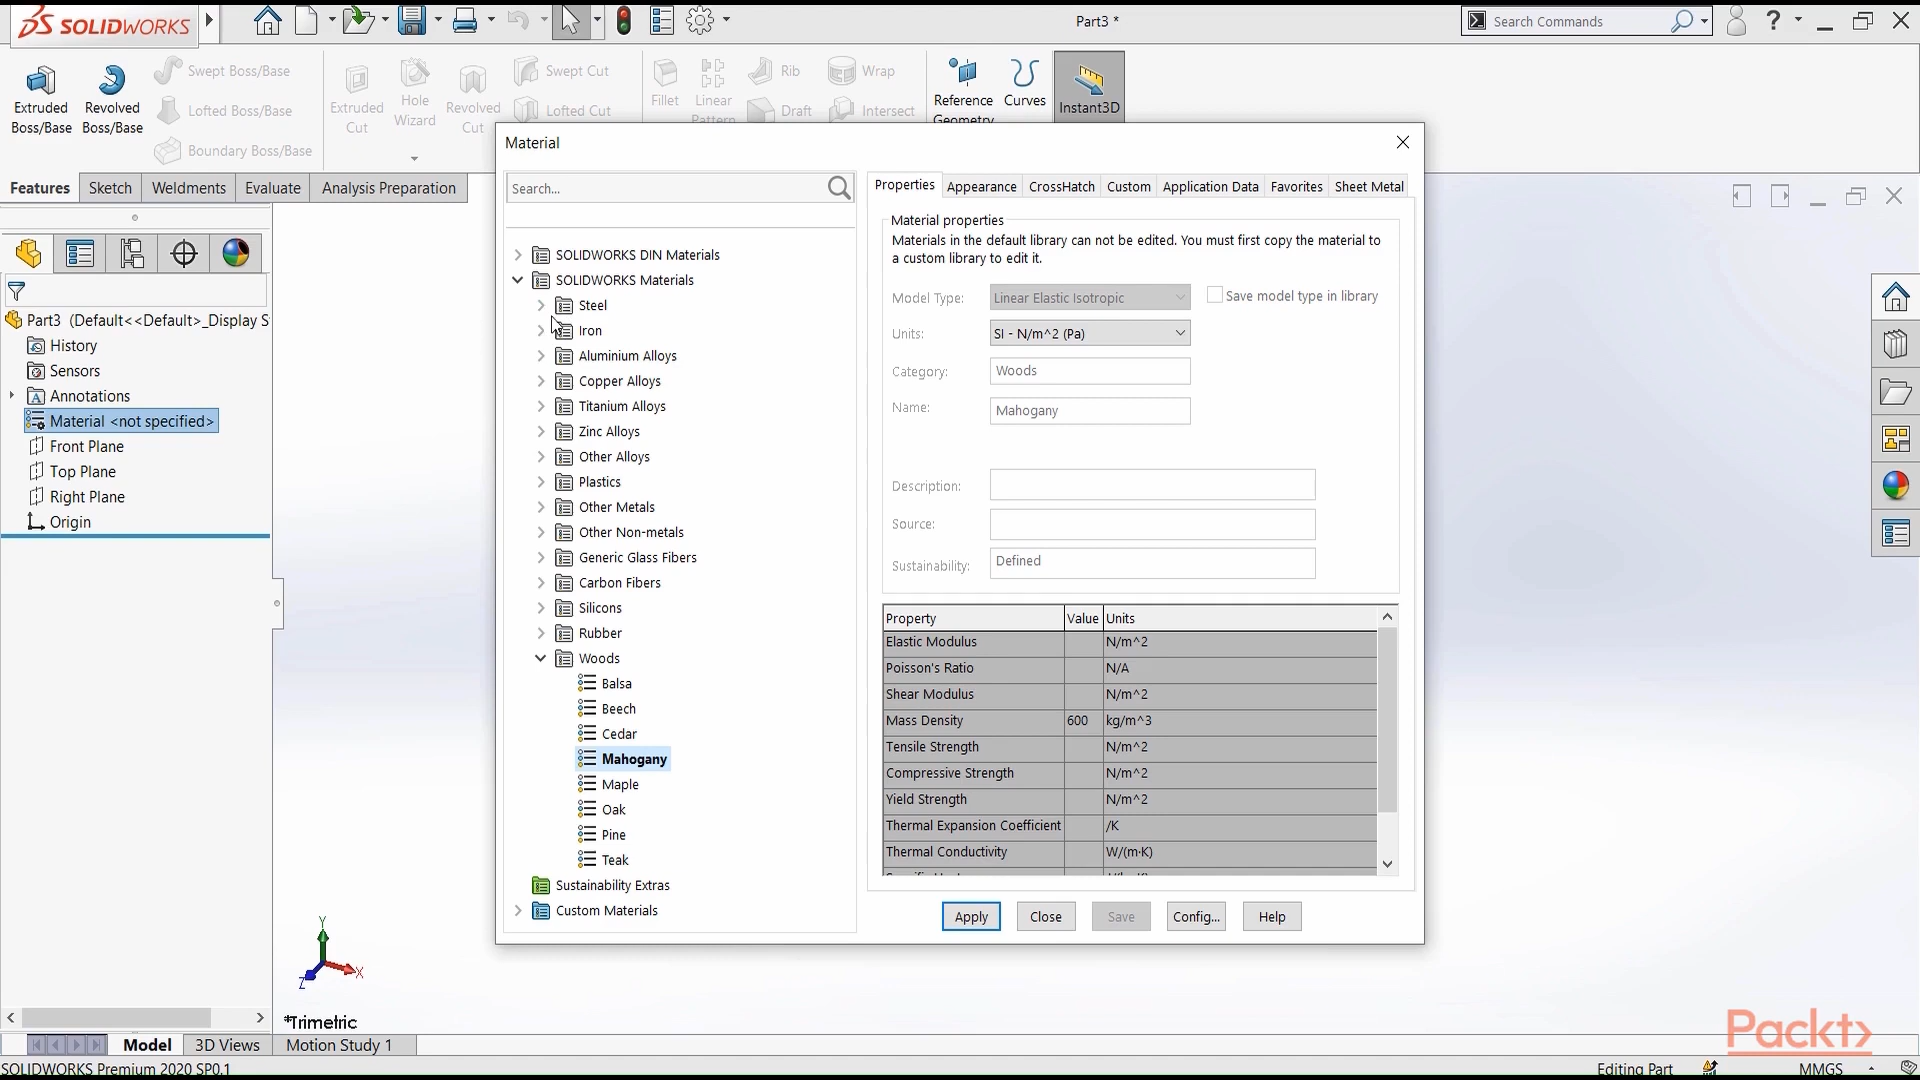 SOLIDWORKS
Part3 *
Search Commands
?
Extruded
Boss/Base
Revolved
Boss/Base
Swept Boss/Base
Lofted Boss/Base
Boundary Boss/Base
Extruded
Cut
Hole
Wizard
Revolved
Cut
Swept Cut
Lofted Cut
Fillet
Linear
Pattern
Rib
Draft
Wrap
Intersect
Reference
Geometry
Curves
Instant3D
Features
Sketch
Weldments
Evaluate
Analysis Preparation
Part3 (Default<<Default>_Display S
History
Sensors
Annotations
Material <not specified>
Front Plane
Top Plane
Right Plane
Origin
Material
Search...
SOLIDWORKS DIN Materials
SOLIDWORKS Materials
Steel
Iron
Aluminium Alloys
Copper Alloys
Titanium Alloys
Zinc Alloys
Other Alloys
Plastics
Other Metals
Other Non-metals
Generic Glass Fibers
Carbon Fibers
Silicons
Rubber
Woods
Balsa
Beech
Cedar
Mahogany
Maple
Oak
Pine
Teak
Sustainability Extras
Custom Materials
Properties
Appearance
CrossHatch
Custom
Application Data
Favorites
Sheet Metal
Material properties
Materials in the default library can not be edited. You must first copy the material to
a custom library to edit it.
Model Type: Linear Elastic Isotropic
Save model type in library
Units: SI - N/m^2 (Pa)
Category: Woods
Name: Mahogany
Description:
Source:
Sustainability: Defined
Property Value Units
Elastic Modulus N/m^2
Poisson's Ratio N/A
Shear Modulus N/m^2
Mass Density 600 kg/m^3
Tensile Strength N/m^2
Compressive Strength N/m^2
Yield Strength N/m^2
Thermal Expansion Coefficient /K
Thermal Conductivity W/(m·K)
Apply
Close
Save
Config...
Help
Y
X
Z
*Trimetric
Model
3D Views
Motion Study 1
Packt>
SOLIDWORKS Premium 2020 SP0.1
Editing Part
MMGS